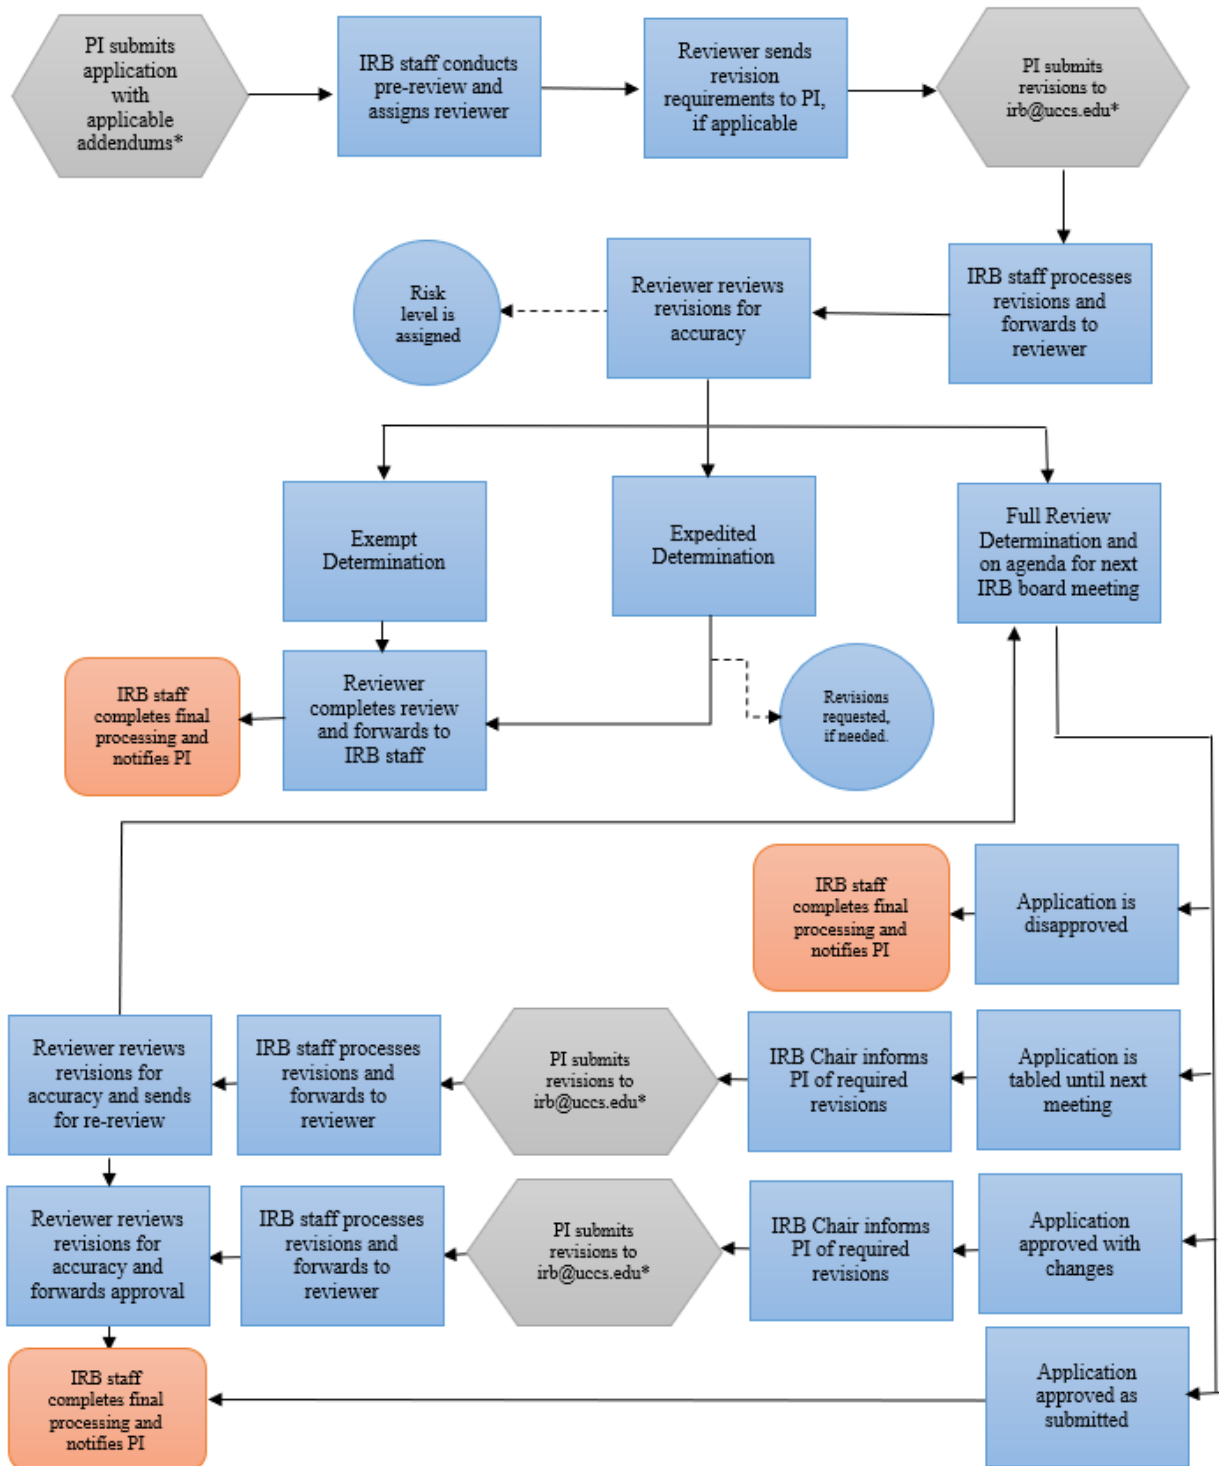 PI submits
application
with
applicable
addendums*
IRB staff conducts
pre-review and
assigns reviewer
Reviewer sends
revision
requirements to PI,
if applicable
PI submits
revisions to
irb@uccs.edu*
IRB staff processes
revisions and
forwards to
reviewer
Reviewer reviews
revisions for
accuracy
Risk
level is
assigned
Exempt
Determination
Expedited
Determination
Full Review
Determination and
on agenda for next
IRB board meeting
IRB staff
completes final
processing and
notifies PI
Reviewer
completes review
and forwards to
IRB staff
Revisions
requested,
if needed.
IRB staff
completes final
processing and
notifies PI
Application is
disapproved
Reviewer reviews
revisions for
accuracy and sends
for re-review
IRB staff processes
revisions and
forwards to
reviewer
PI submits
revisions to
irb@uccs.edu*
IRB Chair informs
PI of required
revisions
Application is
tabled until next
meeting
Reviewer reviews
revisions for
accuracy and
forwards approval
IRB staff processes
revisions and
forwards to
reviewer
PI submits
revisions to
irb@uccs.edu*
IRB Chair informs
PI of required
revisions
Application
approved with
changes
IRB staff
completes final
processing and
notifies PI
Application
approved as
submitted